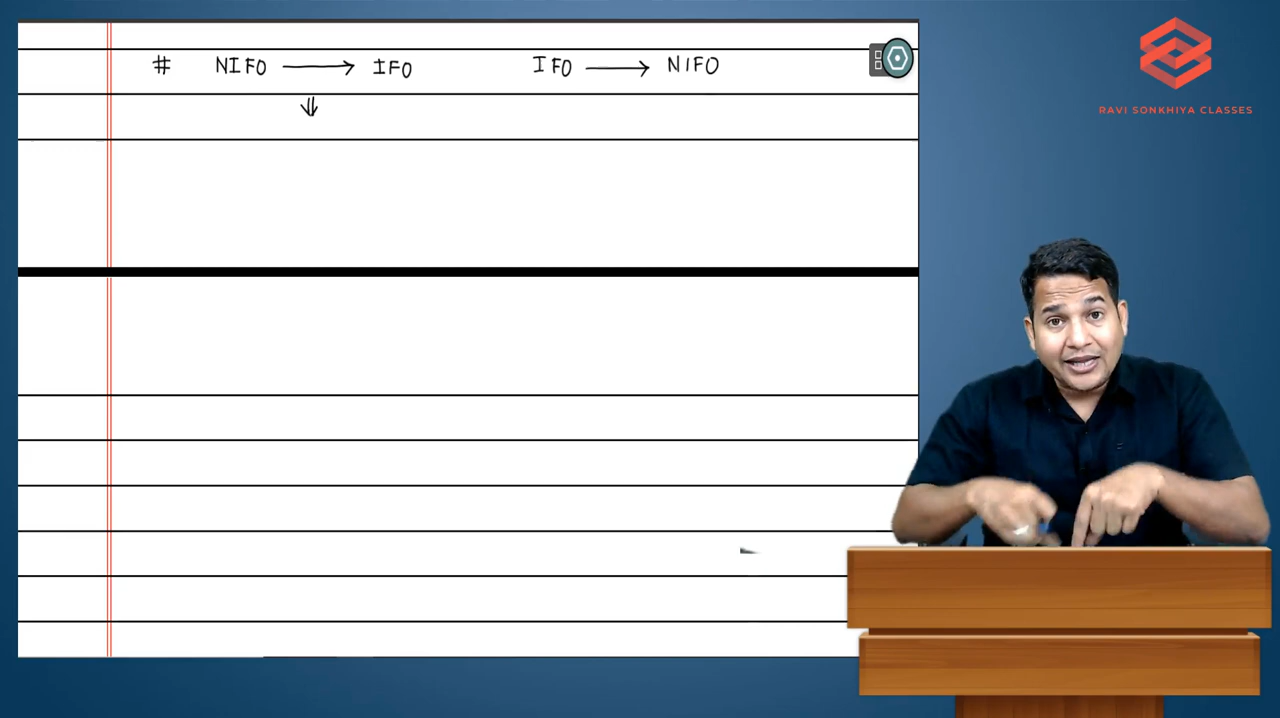 # NIFO → IFO IFO → NIFO
⇓
RAVI SONKHIYA CLASSES